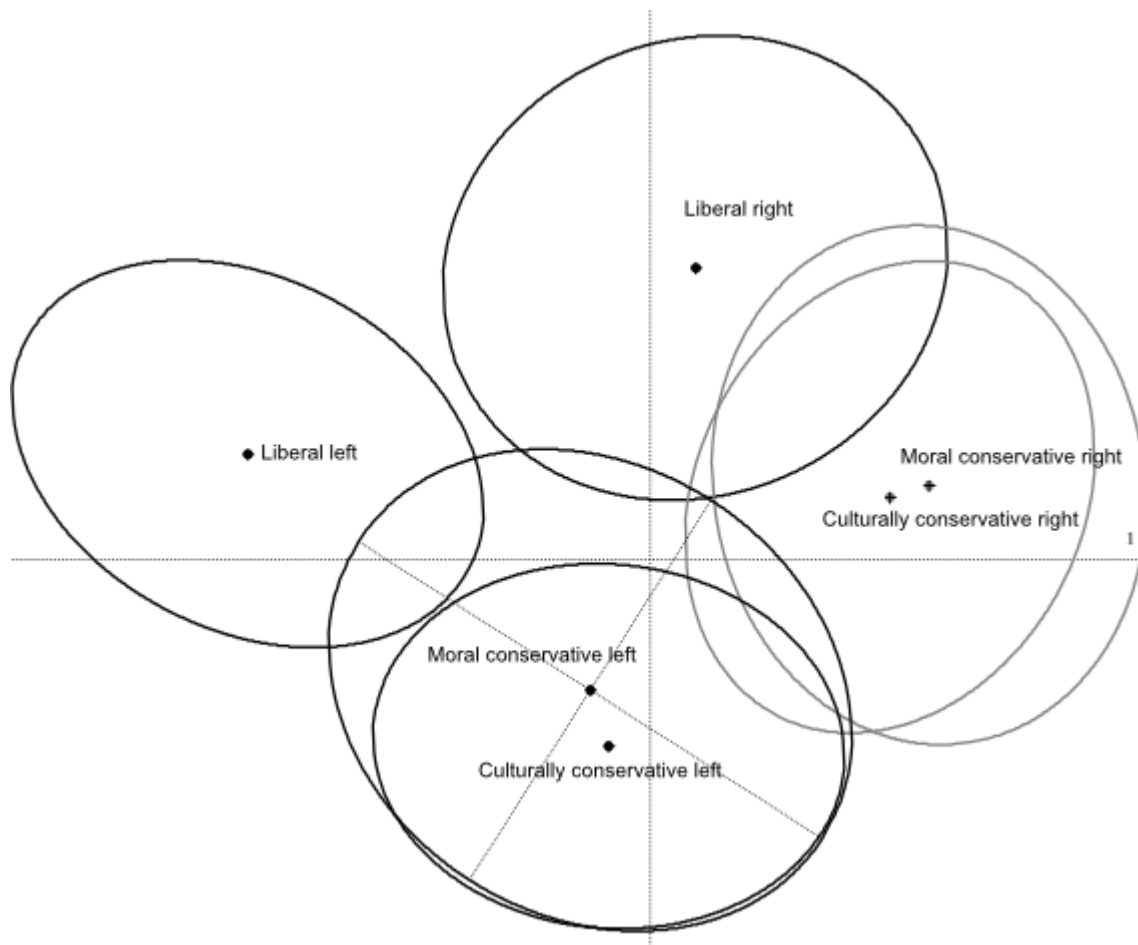 Liberal right
Liberal left
Moral conservative right
Culturally conservative right
1
Moral conservative left
Culturally conservative left